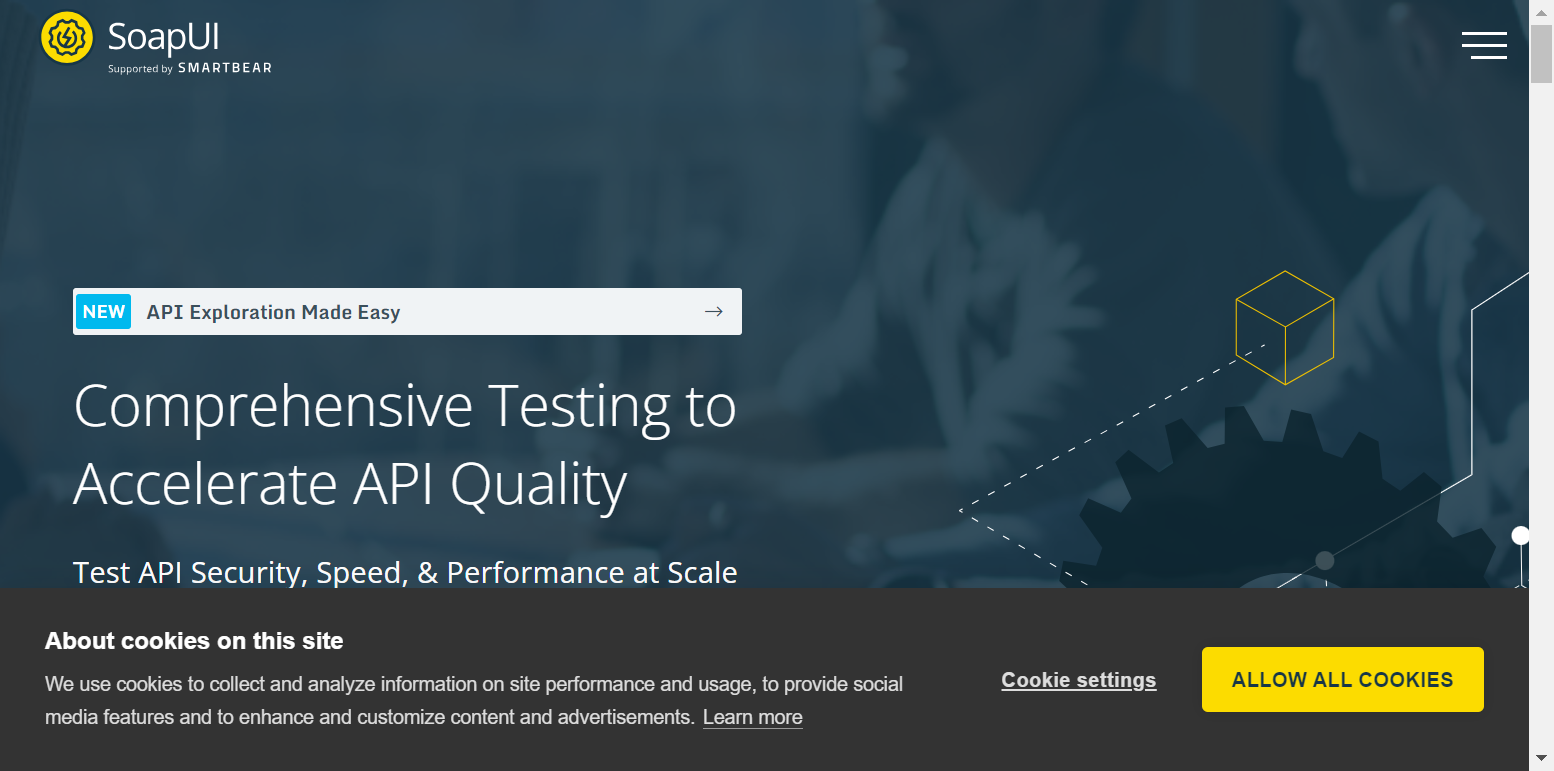 SoapUI
Supported by SMARTBEAR
NEW API Exploration Made Easy →
Comprehensive Testing to
Accelerate API Quality
Test API Security, Speed, & Performance at Scale
About cookies on this site
We use cookies to collect and analyze information on site performance and usage, to provide social
media features and to enhance and customize content and advertisements. Learn more
Cookie settings
ALLOW ALL COOKIES